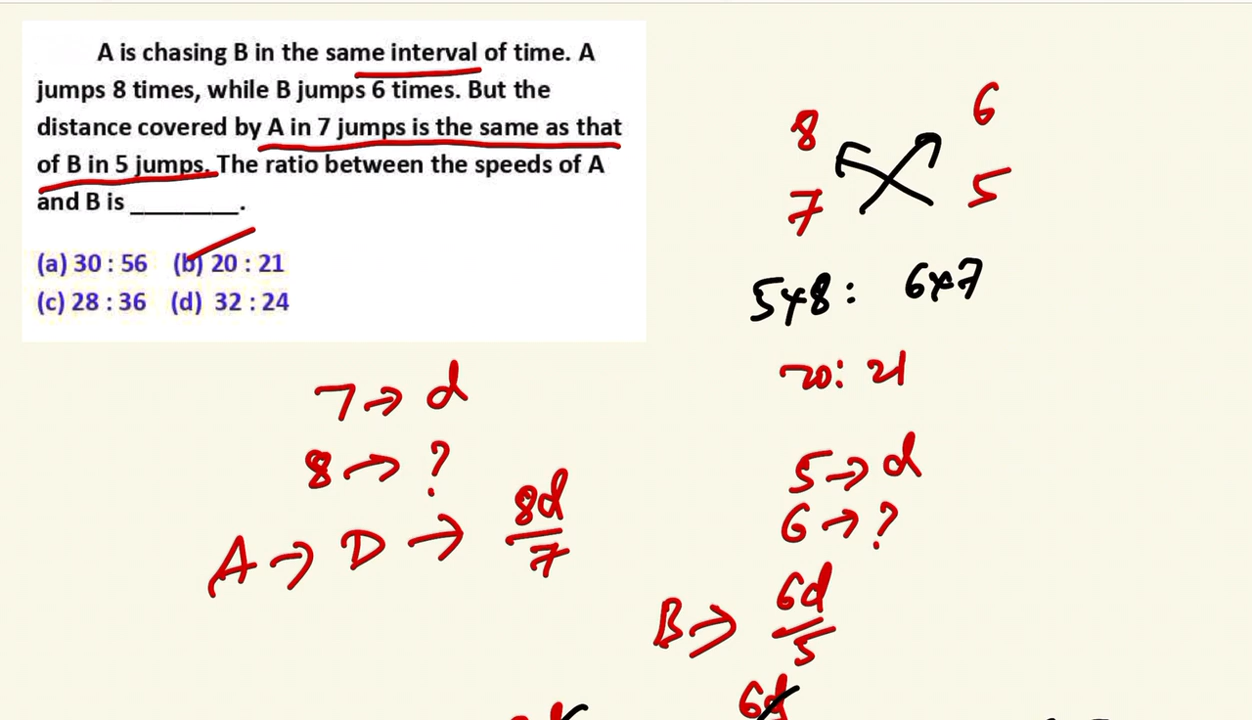 A is chasing B in the same interval of time. A
jumps 8 times, while B jumps 6 times. But the
distance covered by A in 7 jumps is the same as that
of B in 5 jumps. The ratio between the speeds of A
and B is ________.
(a) 30 : 56 (b) 20 : 21
(c) 28 : 36 (d) 32 : 24
8 6
7 5
5×8 : 6×7
20 : 21
7 → d
8 → ?
A → D → 8d/7
5 → d
6 → ?
B → 6d/5
6d